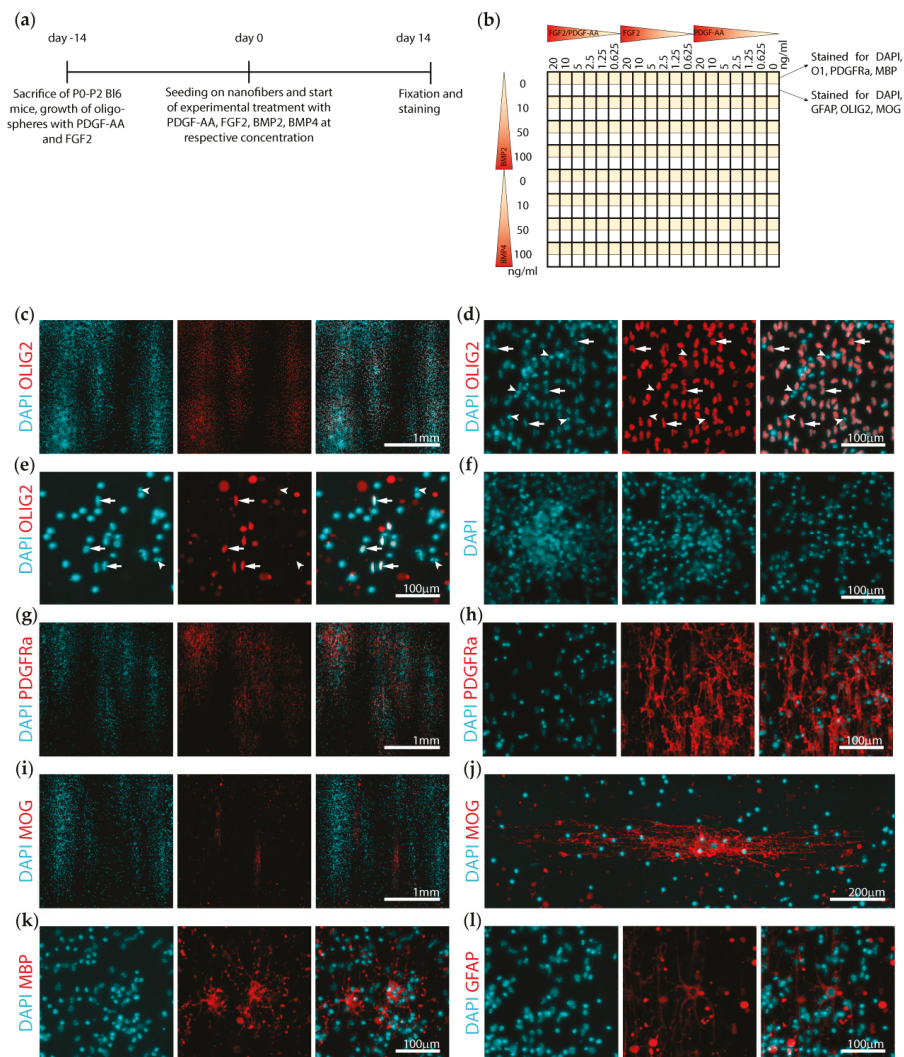 (a)
day -14
day 0
day 14
Sacrifice of P0-P2 Bl6
mice, growth of oligo-
spheres with PDGF-AA
and FGF2
Seeding on nanofibers and start
of experimental treatment with
PDGF-AA, FGF2, BMP2, BMP4 at
respective concentration
Fixation and
staining
(b)
FGF2/PDGF-AA
FGF2
PDGF-AA
20 10 5 2.5 1.25 0.625 20 10 5 2.5 1.25 0.625 20 10 5 2.5 1.25 0.625 0 ng/ml
BMP2
0
10
50
100
BMP4
0
10
50
100
ng/ml
Stained for DAPI,
O1, PDGFRa, MBP
Stained for DAPI,
GFAP, OLIG2, MOG
(c)
DAPI OLIG2
1mm
(d)
DAPI OLIG2
100μm
(e)
DAPI OLIG2
100μm
(f)
DAPI
100μm
(g)
DAPI PDGFRa
1mm
(h)
DAPI PDGFRa
100μm
(i)
DAPI MOG
1mm
(j)
DAPI MOG
200μm
(k)
DAPI MBP
100μm
(l)
DAPI GFAP
100μm